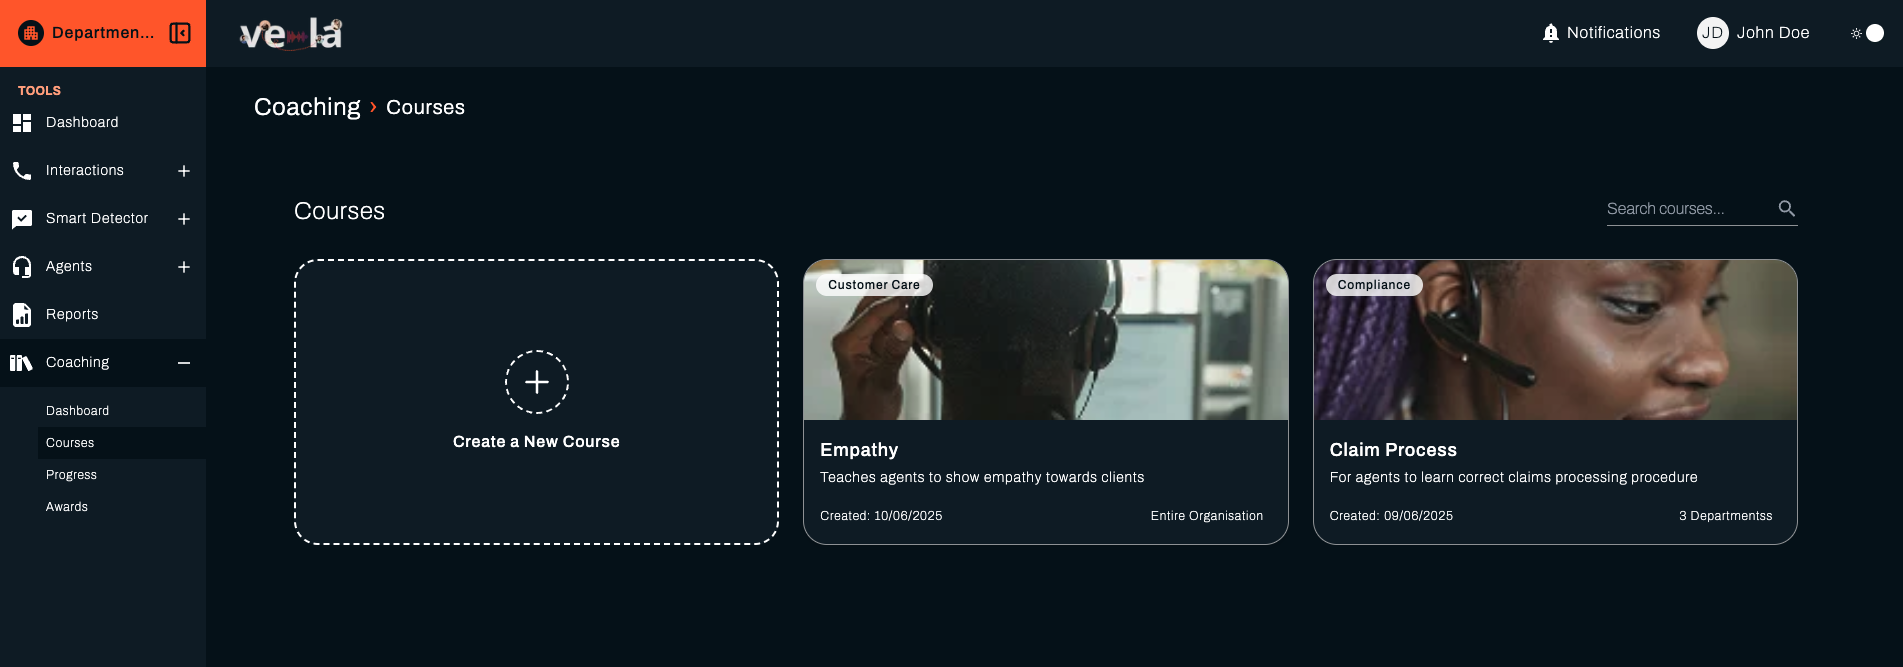 Departmen...
vela
Notifications
JD
John Doe
TOOLS
Dashboard
Interactions
Smart Detector
Agents
Reports
Coaching
Dashboard
Courses
Progress
Awards
Coaching › Courses
Courses
Search courses...
Create a New Course
Customer Care
Empathy
Teaches agents to show empathy towards clients
Created: 10/06/2025
Entire Organisation
Compliance
Claim Process
For agents to learn correct claims processing procedure
Created: 09/06/2025
3 Departmentss